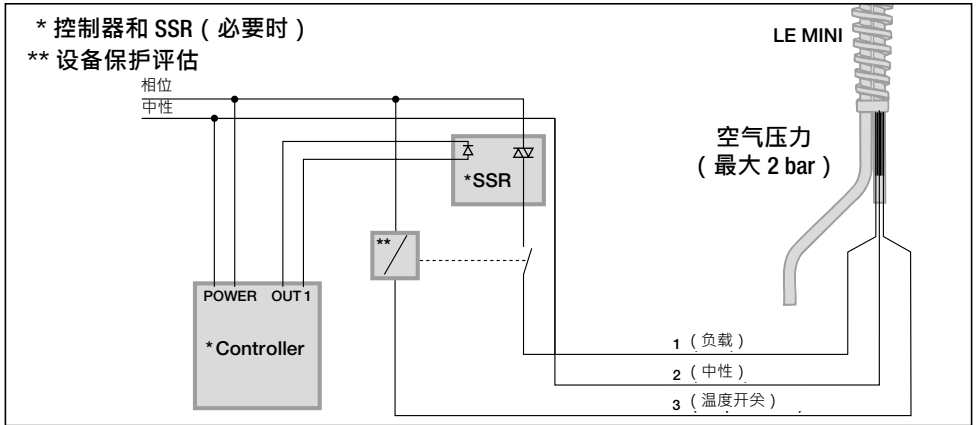 * 控制器和 SSR（必要时）
** 设备保护评估
相位
中性
LE MINI
空气压力
（最大 2 bar）
*SSR
**
POWER OUT 1
*Controller
1（负载）
2（中性）
3（温度开关）